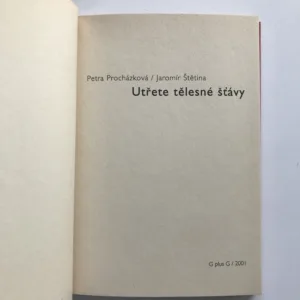 Petra Procházková / Jaromír Štětina
Utřete tělesné šťávy
G plus G / 2001